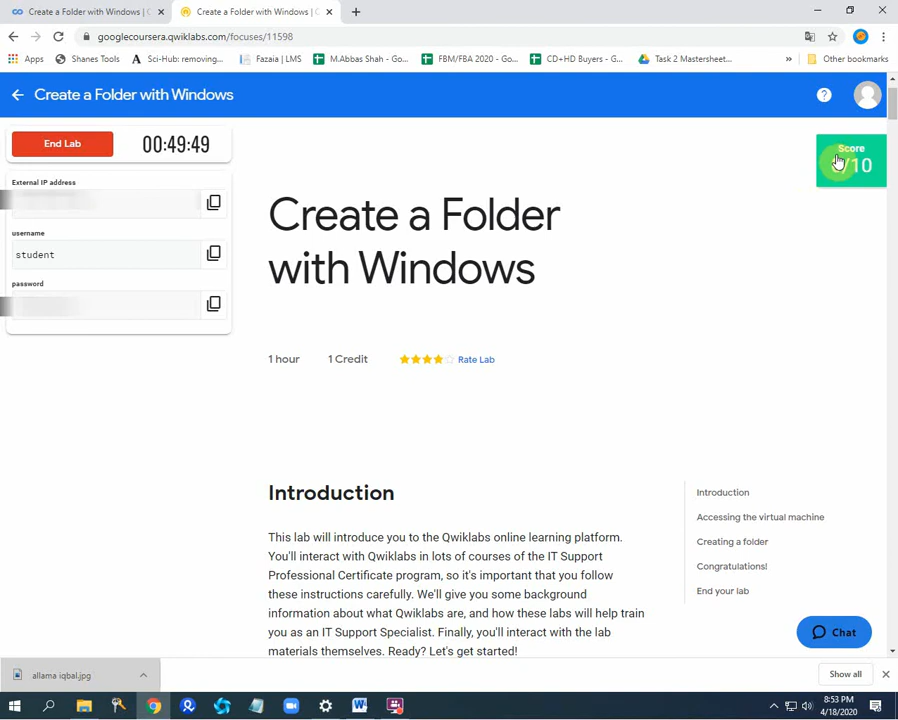 Create a Folder with Windows | C
Create a Folder with Windows | C
googlecoursera.qwiklabs.com/focuses/11598
Apps
Shanes Tools
Sci-Hub: removing...
Fazaia | LMS
M.Abbas Shah - Go...
FBM/FBA 2020 - Go...
CD+HD Buyers - G...
Task 2 Mastersheet...
»
Other bookmarks
Create a Folder with Windows
?
End Lab
00:49:49
Score
/10
External IP address
username
student
password
Create a Folder
with Windows
1 hour
1 Credit
Rate Lab
Introduction
This lab will introduce you to the Qwiklabs online learning platform.
You'll interact with Qwiklabs in lots of courses of the IT Support
Professional Certificate program, so it's important that you follow
these instructions carefully. We'll give you some background
information about what Qwiklabs are, and how these labs will help train
you as an IT Support Specialist. Finally, you'll interact with the lab
materials themselves. Ready? Let's get started!
Introduction
Accessing the virtual machine
Creating a folder
Congratulations!
End your lab
Chat
allama iqbal.jpg
Show all
8:53 PM
4/18/2020